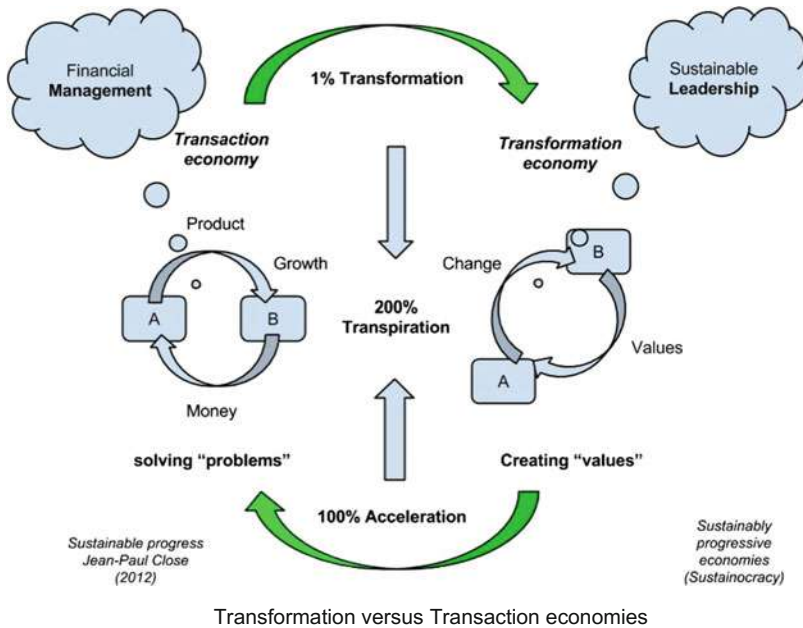 Financial
Management
1% Transformation
Sustainable
Leadership
Transaction
economy
Transformation
economy
Product
Growth
A
B
Money
200%
Transpiration
Change
B
Values
A
solving “problems”
Creating “values”
100% Acceleration
Sustainable progress
Jean-Paul Close
(2012)
Sustainably
progressive
economies
(Sustainocracy)
Transformation versus Transaction economies